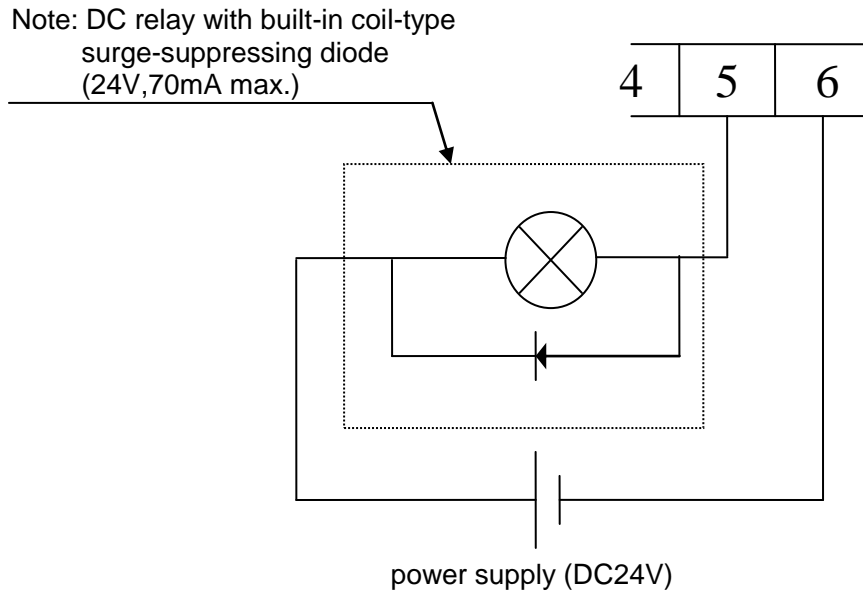 Note: DC relay with built-in coil-type
surge-suppressing diode
(24V,70mA max.)
4 5 6
power supply (DC24V)